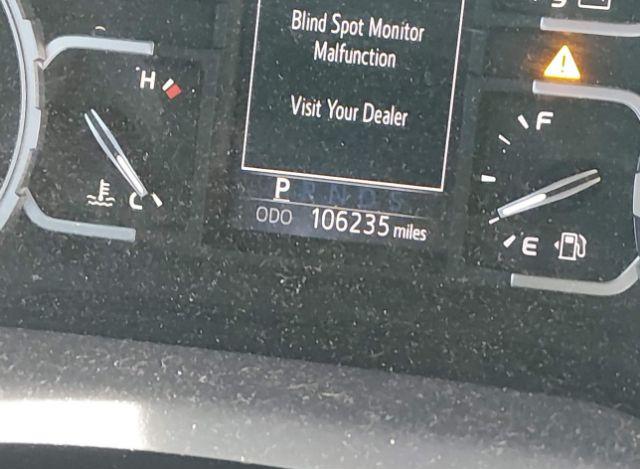 Blind Spot Monitor
Malfunction
Visit Your Dealer
H
F
P R N D S
C
ODO 106235 miles
E